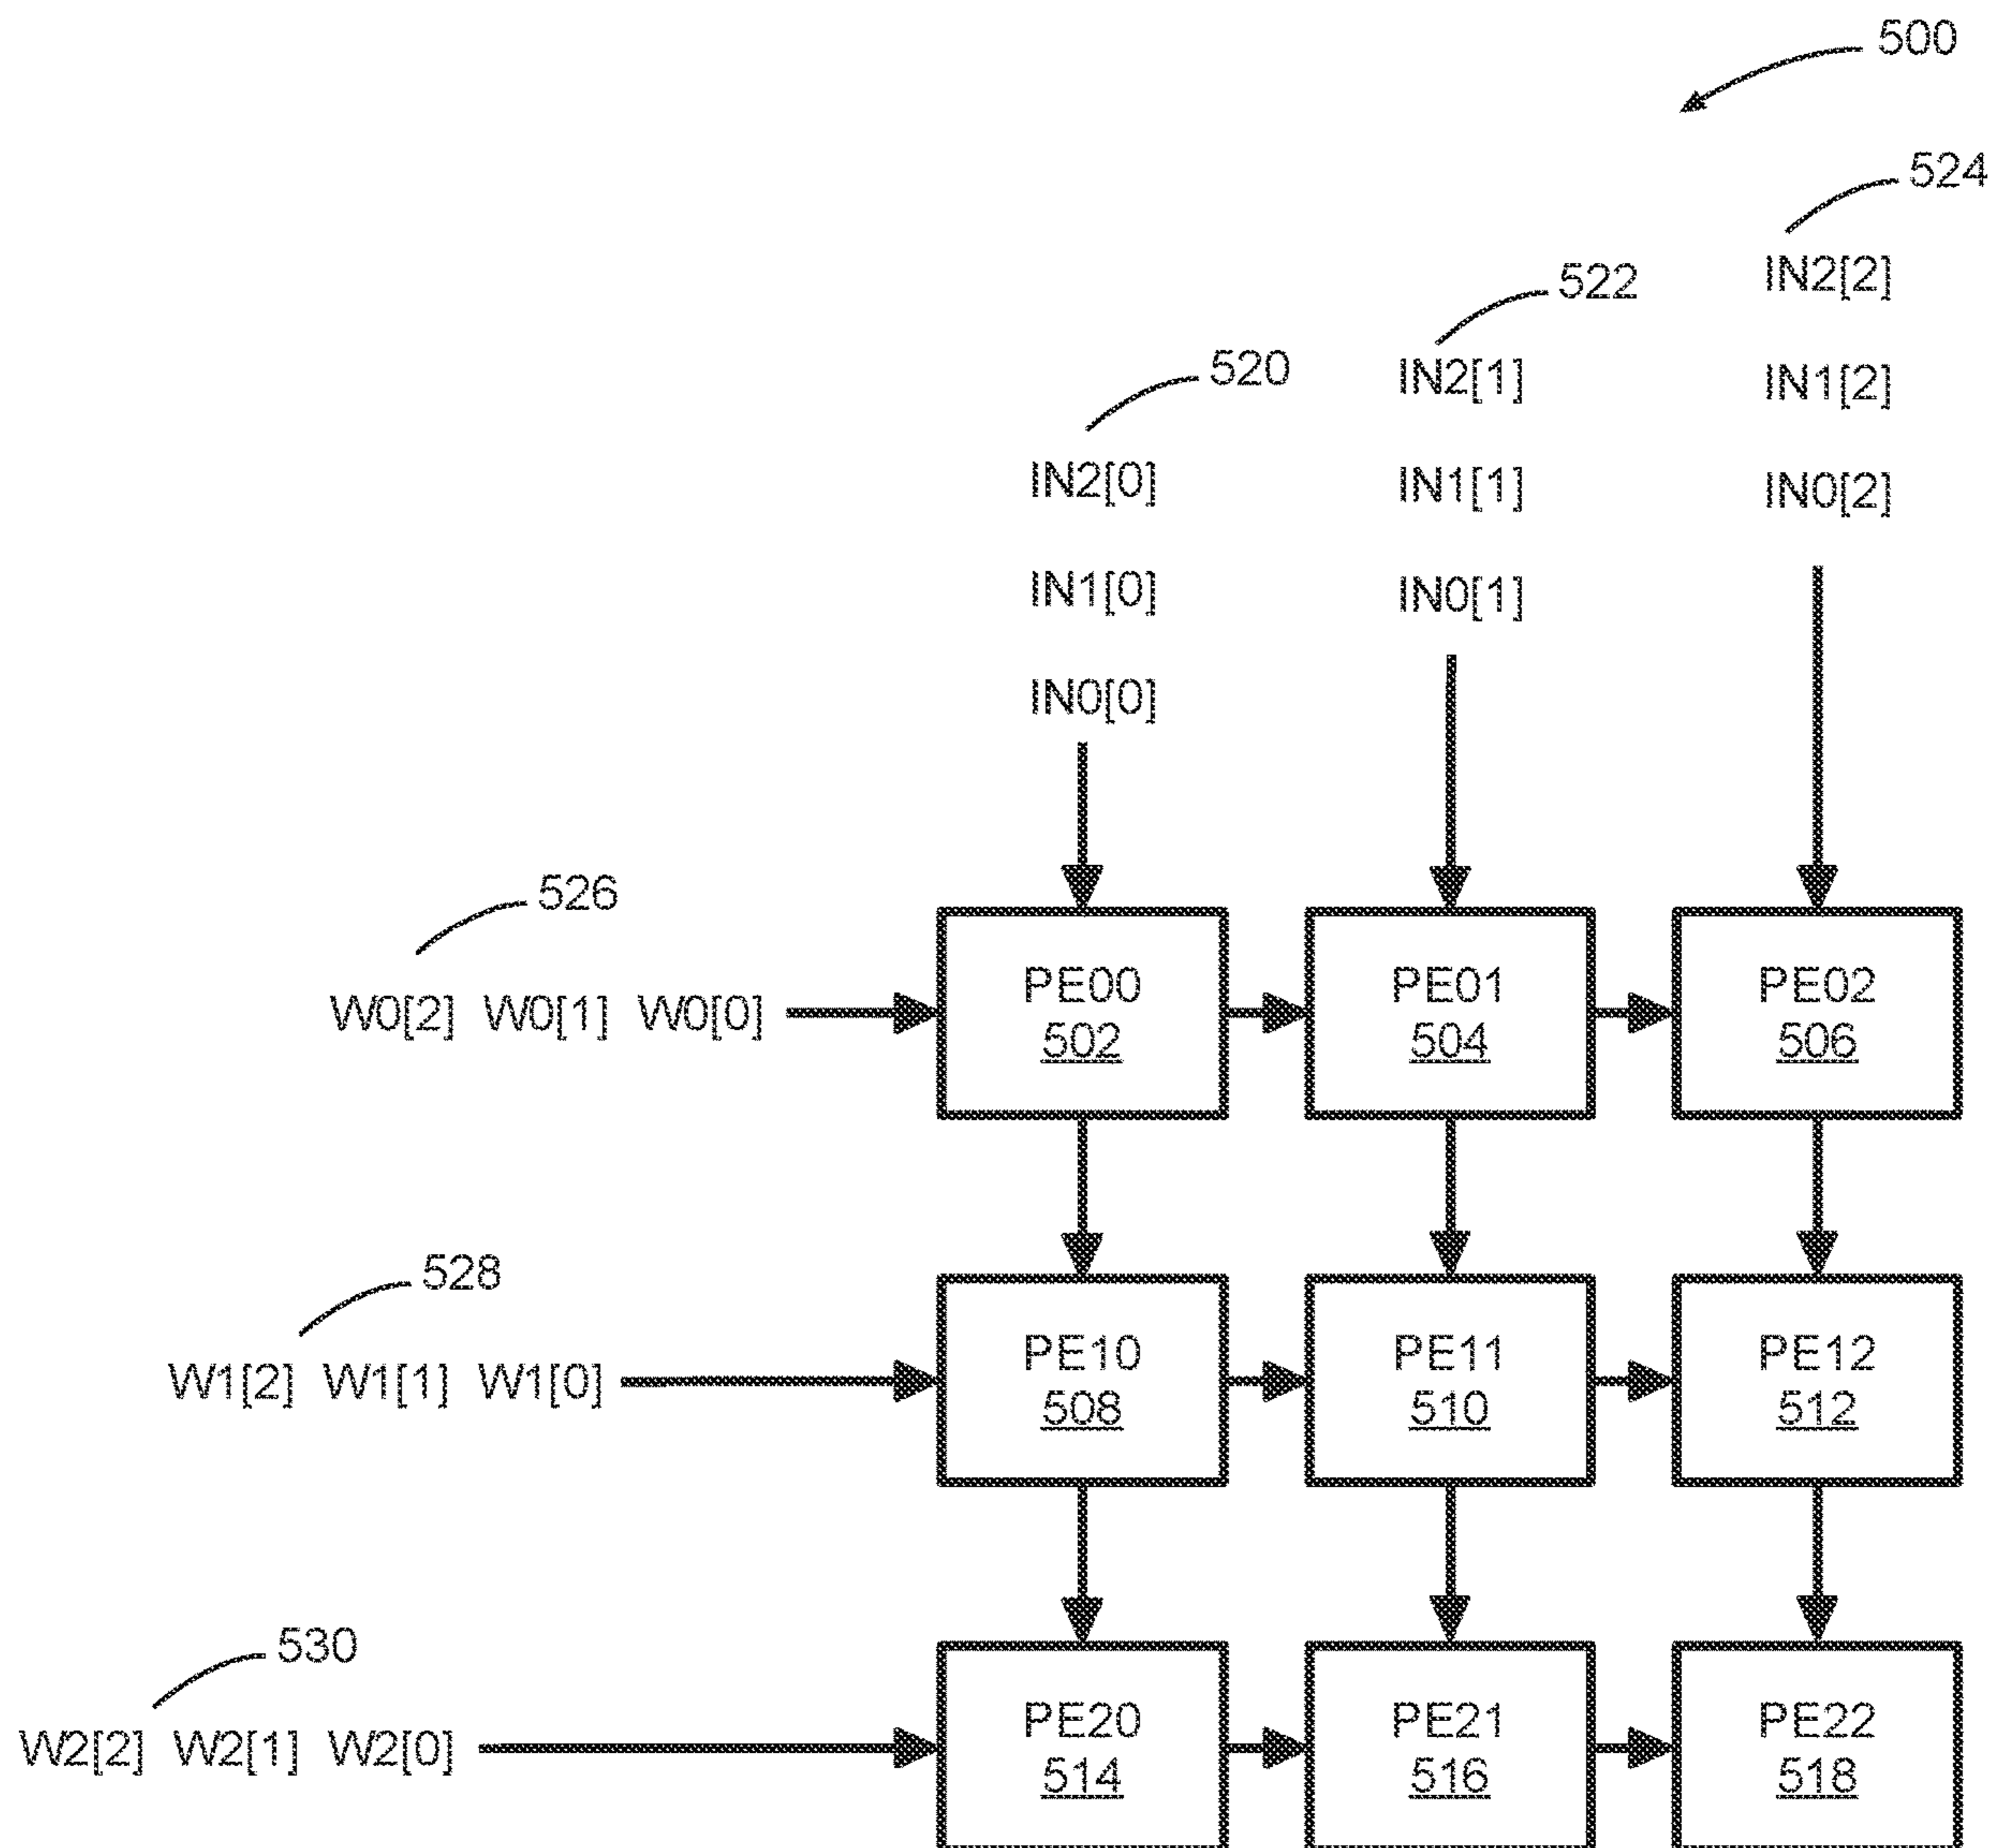 500
524
IN2[2]
522
IN2[1]
IN1[2]
520
IN2[0]
IN1[1]
IN0[2]
IN1[0]
IN0[1]
IN0[0]
526
W0[2] W0[1] W0[0]
PE00
502
PE01
504
PE02
506
528
W1[2] W1[1] W1[0]
PE10
508
PE11
510
PE12
512
530
W2[2] W2[1] W2[0]
PE20
514
PE21
516
PE22
518